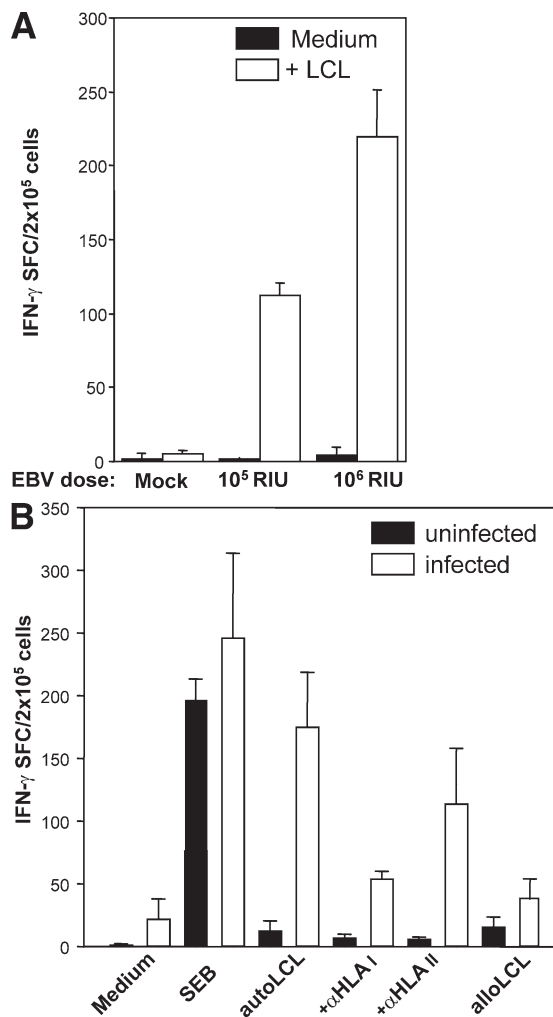 A
IFN-γ SFC/2x10⁵ cells
300
250
200
150
100
50
0
Medium
+ LCL
EBV dose: Mock 10⁵ RIU 10⁶ RIU
B
IFN-γ SFC/2x10⁵ cells
350
300
250
200
150
100
50
0
uninfected
infected
Medium
SEB
autoLCL
+αHLA I
+αHLA II
alloLCL